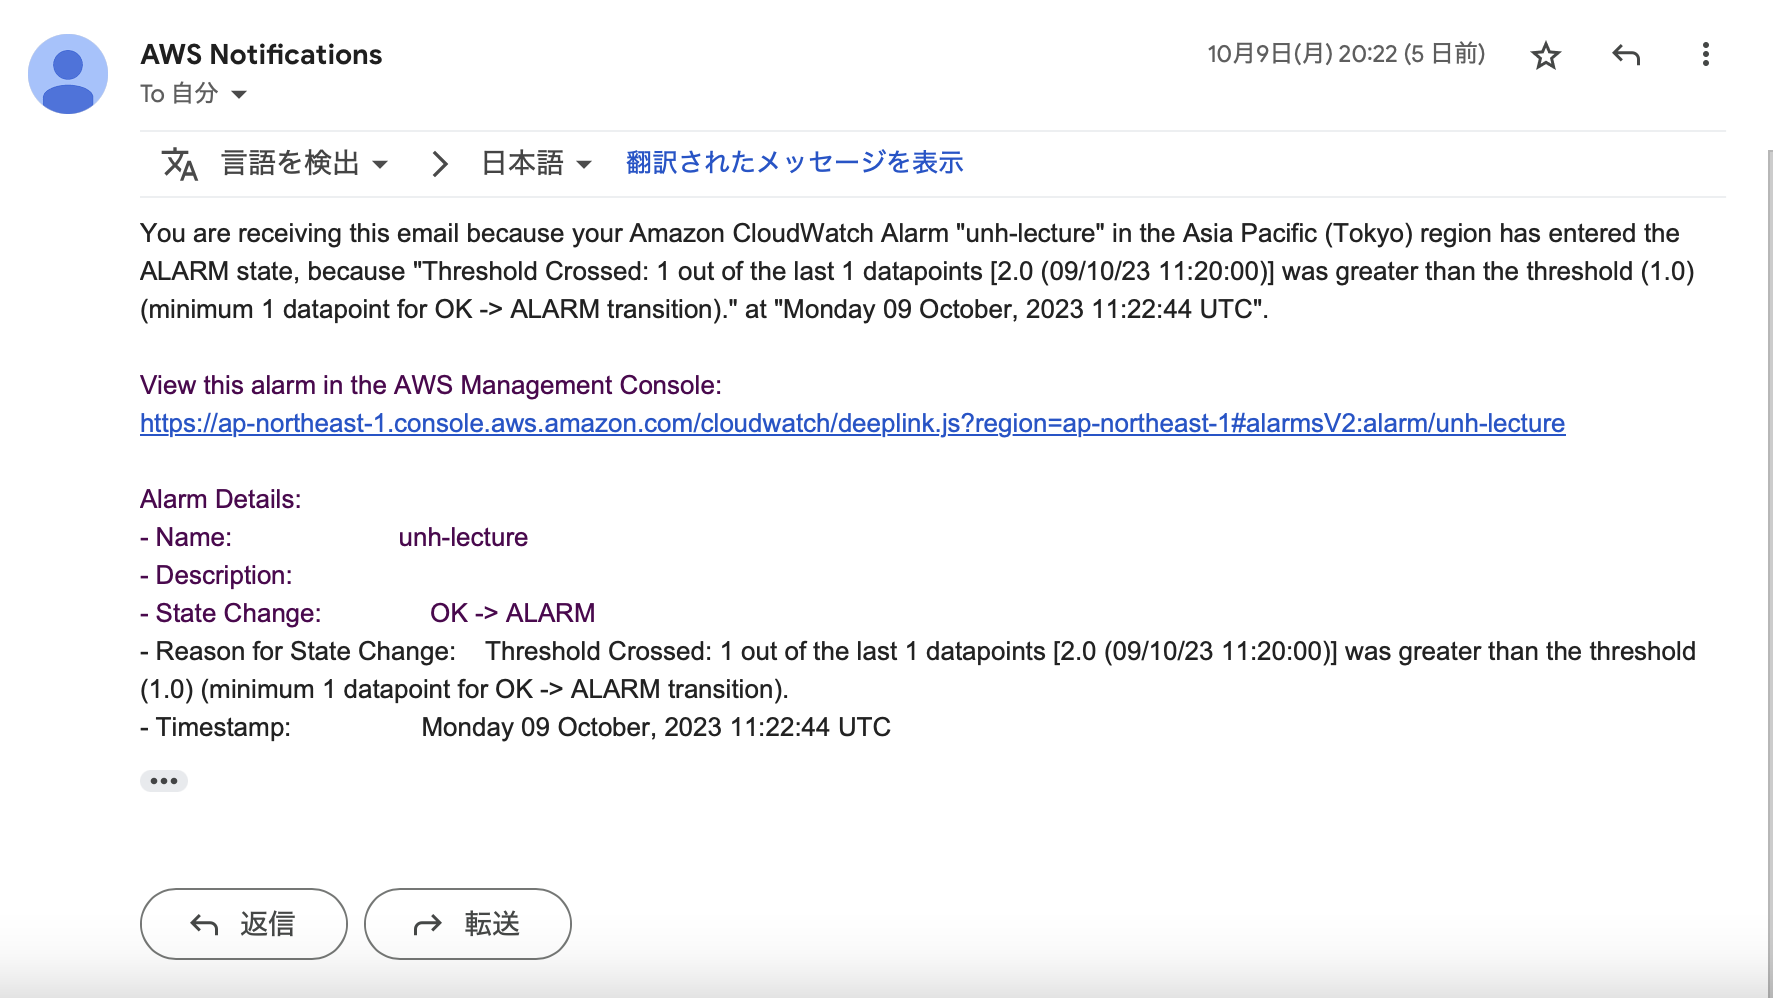 AWS Notifications
10月9日(月) 20:22 (5 日前)
To 自分
言語を検出
日本語
翻訳されたメッセージを表示
You are receiving this email because your Amazon CloudWatch Alarm "unh-lecture" in the Asia Pacific (Tokyo) region has entered the
ALARM state, because "Threshold Crossed: 1 out of the last 1 datapoints [2.0 (09/10/23 11:20:00)] was greater than the threshold (1.0)
(minimum 1 datapoint for OK -> ALARM transition)." at "Monday 09 October, 2023 11:22:44 UTC".
View this alarm in the AWS Management Console:
https://ap-northeast-1.console.aws.amazon.com/cloudwatch/deeplink.js?region=ap-northeast-1#alarmsV2:alarm/unh-lecture
Alarm Details:
- Name: unh-lecture
- Description:
- State Change: OK -> ALARM
- Reason for State Change: Threshold Crossed: 1 out of the last 1 datapoints [2.0 (09/10/23 11:20:00)] was greater than the threshold
(1.0) (minimum 1 datapoint for OK -> ALARM transition).
- Timestamp: Monday 09 October, 2023 11:22:44 UTC
返信
転送